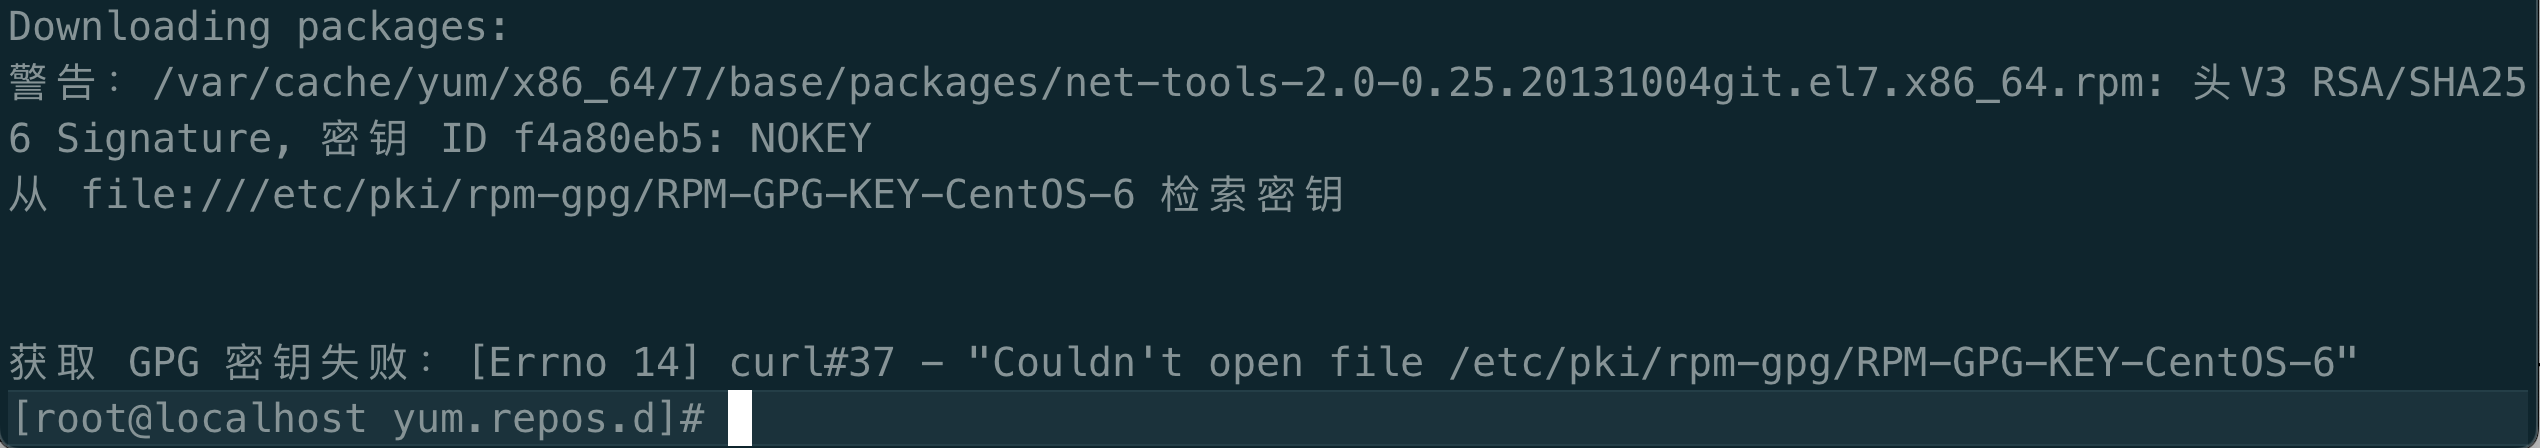 Downloading packages:
警告：/var/cache/yum/x86_64/7/base/packages/net-tools-2.0-0.25.20131004git.el7.x86_64.rpm: 头V3 RSA/SHA25
6 Signature, 密钥 ID f4a80eb5: NOKEY
从 file:///etc/pki/rpm-gpg/RPM-GPG-KEY-CentOS-6 检索密钥
获取 GPG 密钥失败：[Errno 14] curl#37 - "Couldn't open file /etc/pki/rpm-gpg/RPM-GPG-KEY-CentOS-6"
[root@localhost yum.repos.d]#